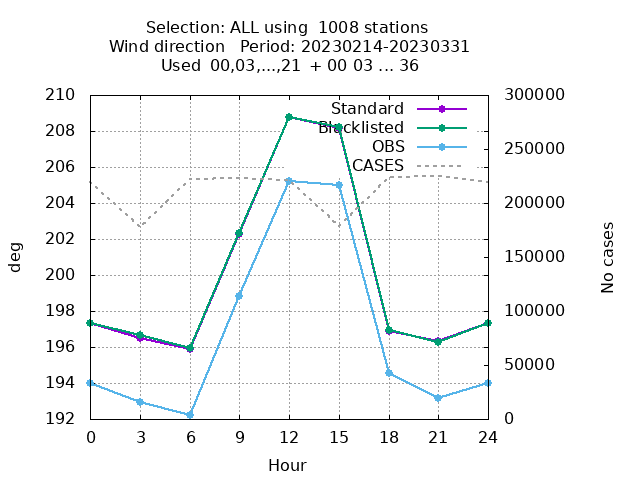 Selection: ALL using  1008 stations
Wind direction   Period: 20230214-20230331
Used  00,03,...,21  + 00 03 ... 36
210
208
206
204
202
200
198
196
194
192
deg
Standard
Blacklisted
OBS
CASES
300000
250000
200000
150000
100000
50000
0
No cases
0 3 6 9 12 15 18 21 24
Hour